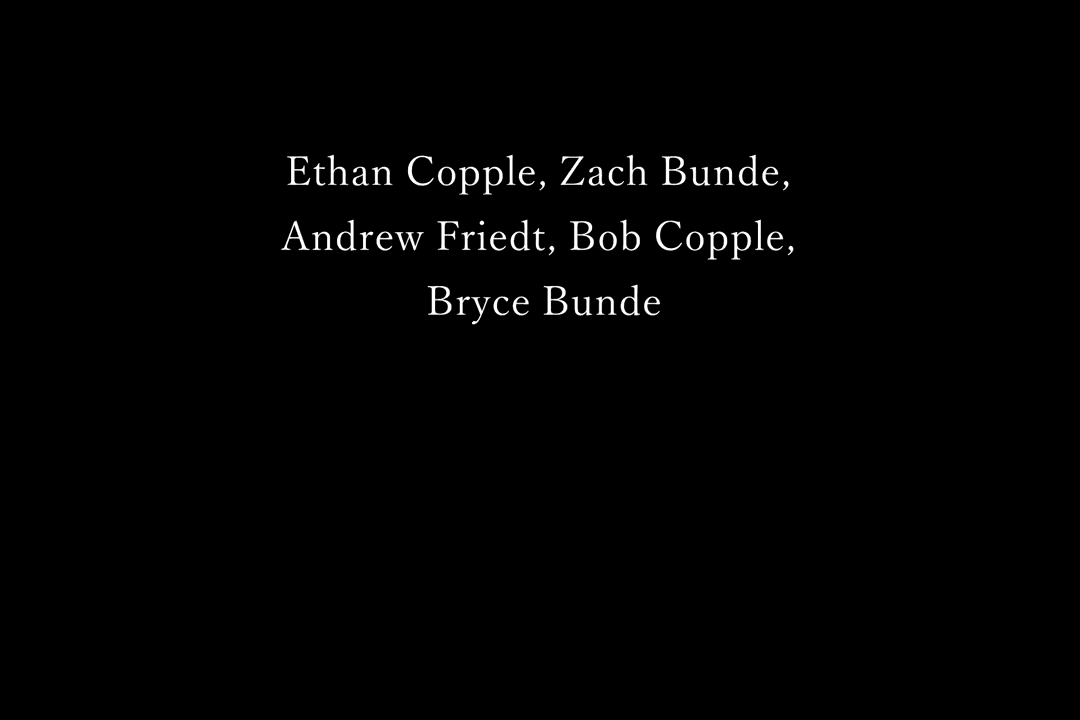 Ethan Copple, Zach Bunde,
Andrew Friedt, Bob Copple,
Bryce Bunde